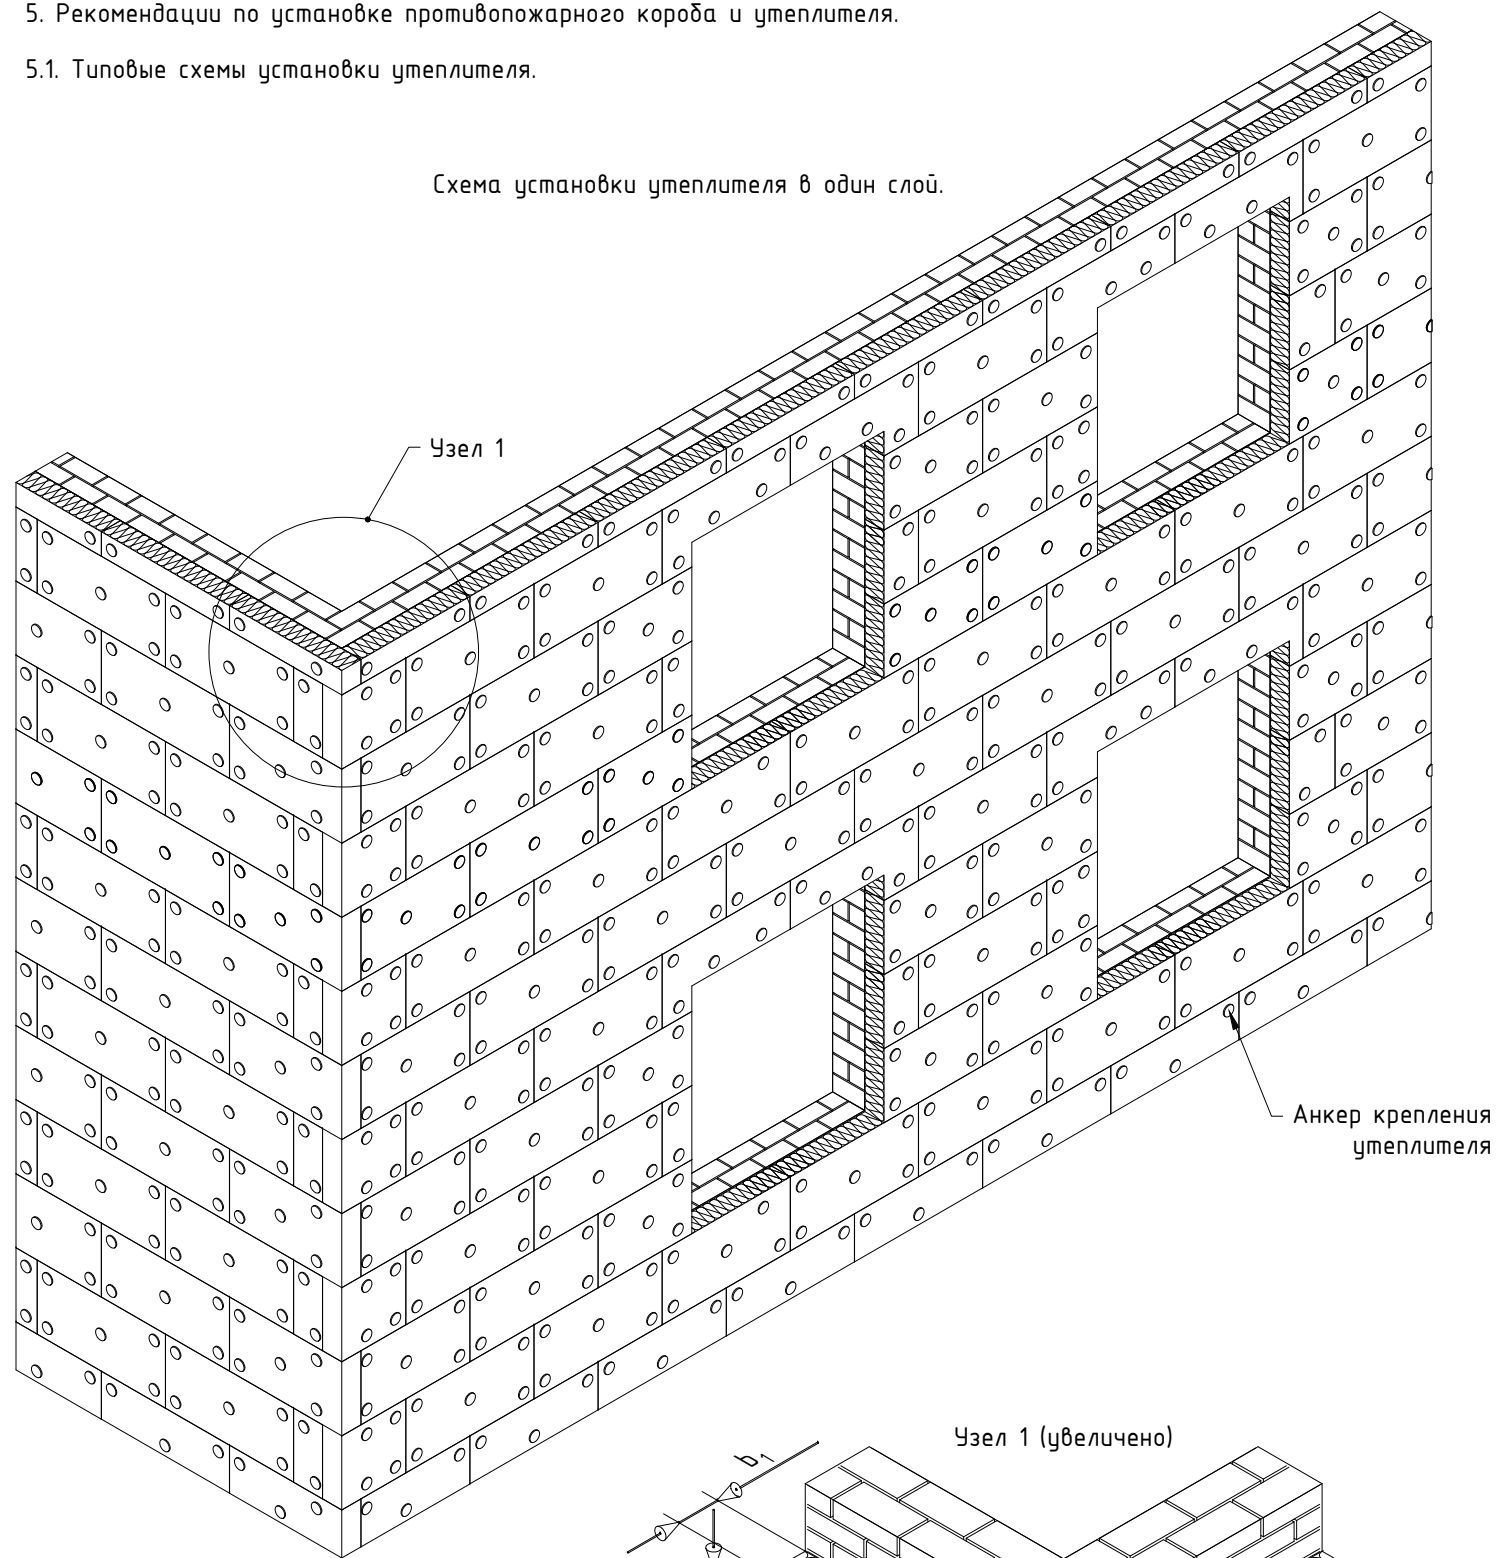 5. Рекомендации по установке противопожарного короба и утеплителя.
5.1. Типовые схемы установки утеплителя.
Схема установки утеплителя в один слой.
Узел 1
Анкер крепления
утеплителя
Узел 1 (увеличено)
b₁